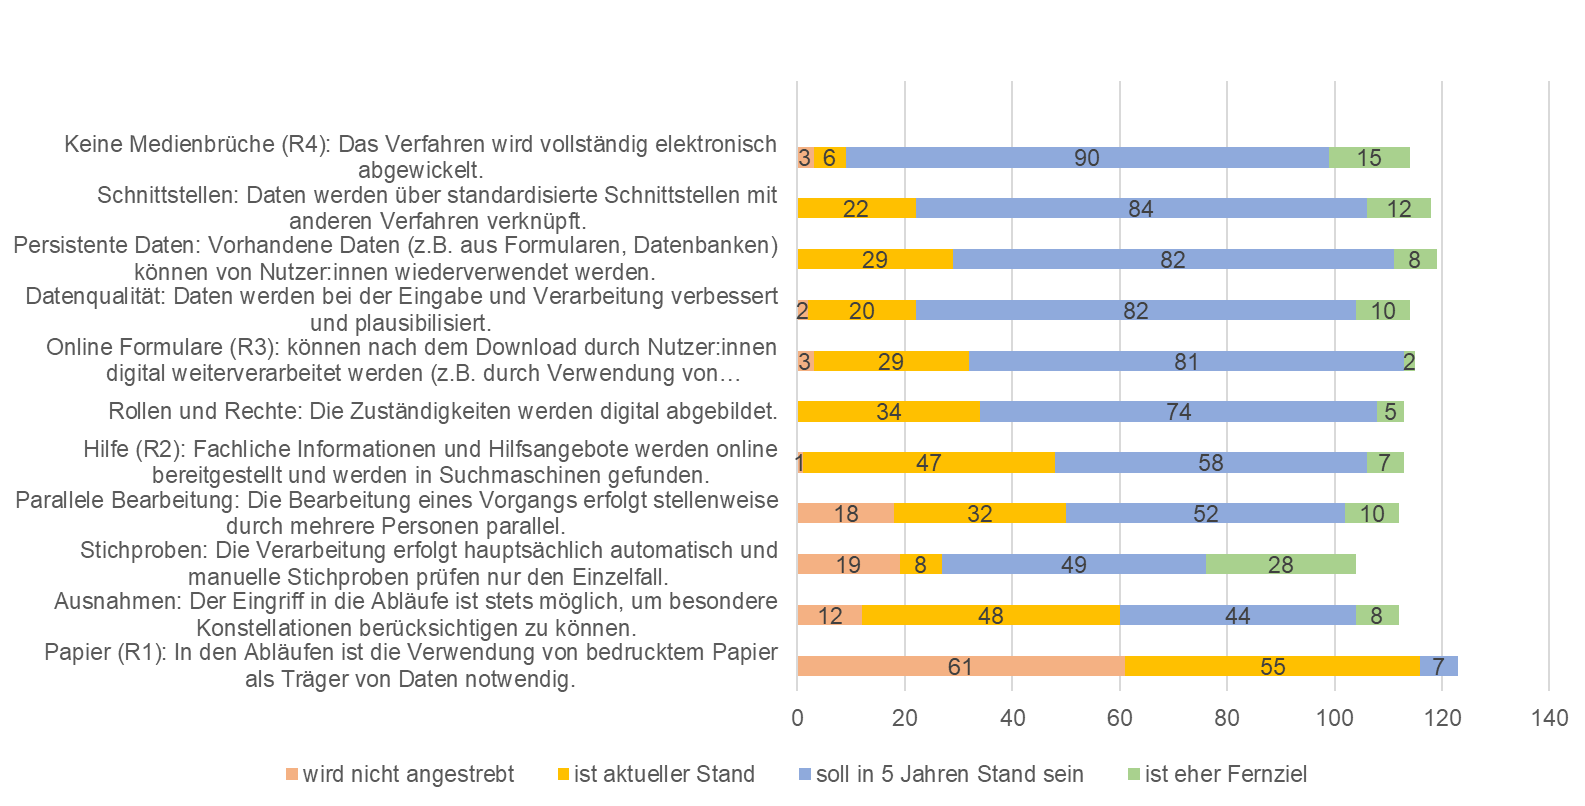 Keine Medienbrüche (R4): Das Verfahren wird vollständig elektronisch
abgewickelt.
3 6 90 15
Schnittstellen: Daten werden über standardisierte Schnittstellen mit
anderen Verfahren verknüpft.
22 84 12
Persistente Daten: Vorhandene Daten (z.B. aus Formularen, Datenbanken)
können von Nutzer:innen wiederverwendet werden.
29 82 8
Datenqualität: Daten werden bei der Eingabe und Verarbeitung verbessert
und plausibilisiert.
2 20 82 10
Online Formulare (R3): können nach dem Download durch Nutzer:innen
digital weiterverarbeitet werden (z.B. durch Verwendung von…
3 29 81 2
Rollen und Rechte: Die Zuständigkeiten werden digital abgebildet.
34 74 5
Hilfe (R2): Fachliche Informationen und Hilfsangebote werden online
bereitgestellt und werden in Suchmaschinen gefunden.
1 47 58 7
Parallele Bearbeitung: Die Bearbeitung eines Vorgangs erfolgt stellenweise
durch mehrere Personen parallel.
18 32 52 10
Stichproben: Die Verarbeitung erfolgt hauptsächlich automatisch und
manuelle Stichproben prüfen nur den Einzelfall.
19 8 49 28
Ausnahmen: Der Eingriff in die Abläufe ist stets möglich, um besondere
Konstellationen berücksichtigen zu können.
12 48 44 8
Papier (R1): In den Abläufen ist die Verwendung von bedrucktem Papier
als Träger von Daten notwendig.
61 55 7
0 20 40 60 80 100 120 140
wird nicht angestrebt ist aktueller Stand soll in 5 Jahren Stand sein ist eher Fernziel